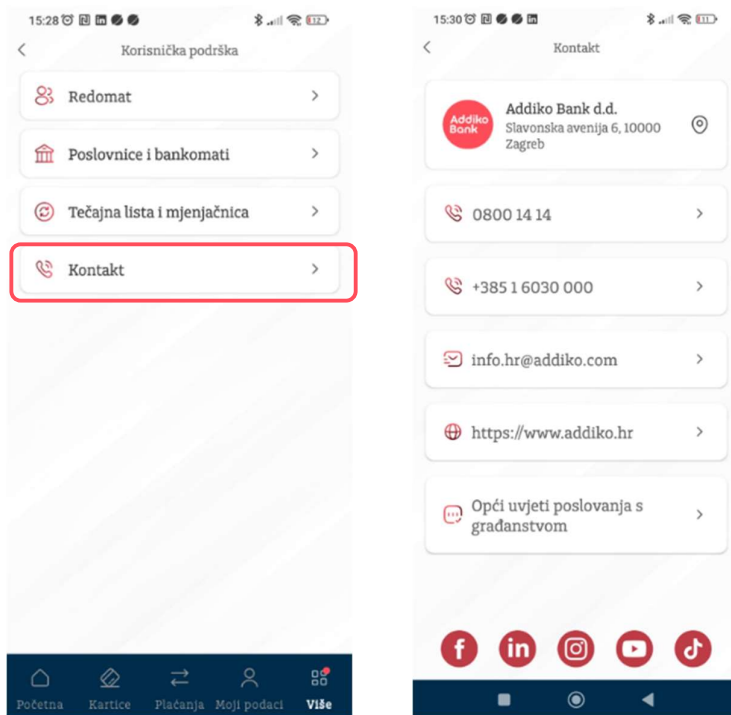 15:28
12
Korisnička podrška
Redomat
Poslovnice i bankomati
Tečajna lista i mjenjačnica
Kontakt
Početna
Kartice
Plaćanja
Moji podaci
Više
15:30
11
Kontakt
Addiko
Bank
Addiko Bank d.d.
Slavonska avenija 6, 10000
Zagreb
0800 14 14
+385 1 6030 000
info.hr@addiko.com
https://www.addiko.hr
Opći uvjeti poslovanja s
građanstvom